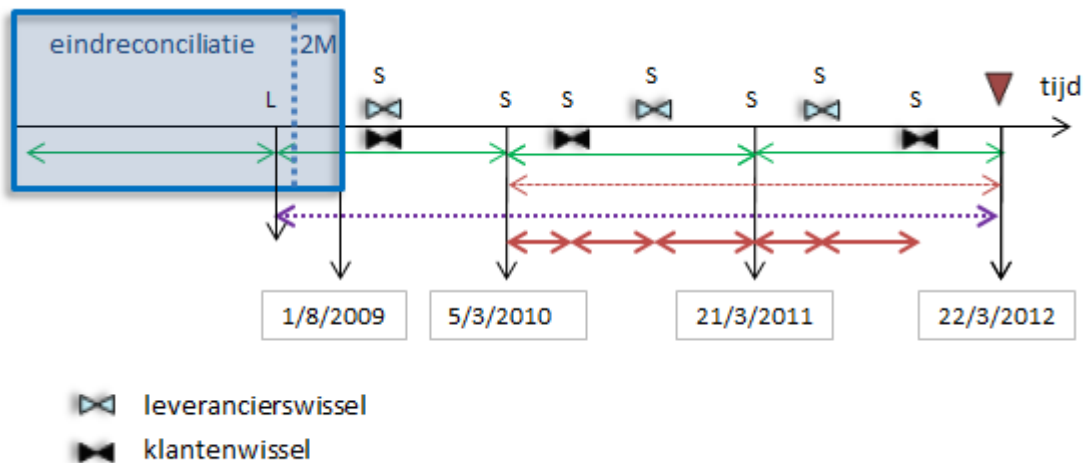 eindreconciliatie 2M
S S S tijd
L S S S S
1/8/2009 5/3/2010 21/3/2011 22/3/2012
leverancierswissel
klantenwissel